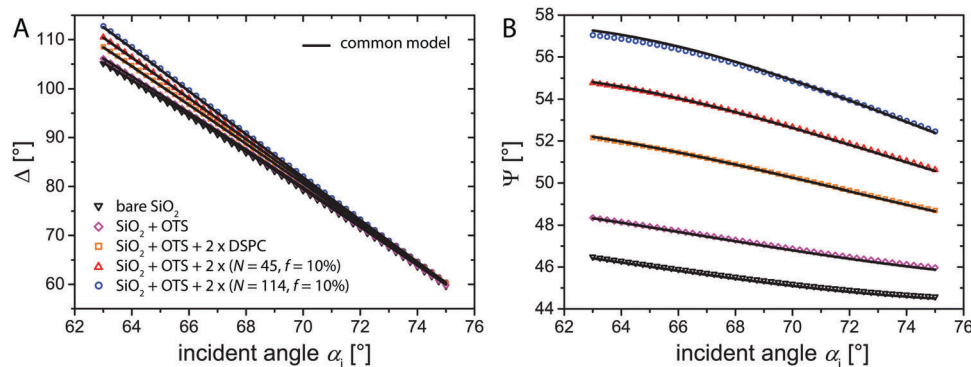 A
110
100
90
80
70
60
Δ [°]
common model
bare SiO₂
SiO₂ + OTS
SiO₂ + OTS + 2 x DSPC
SiO₂ + OTS + 2 x (N = 45, f = 10%)
SiO₂ + OTS + 2 x (N = 114, f = 10%)
62 64 66 68 70 72 74 76
incident angle αᵢ [°]
B
58
56
54
52
50
48
46
44
Ψ [°]
62 64 66 68 70 72 74 76
incident angle αᵢ [°]